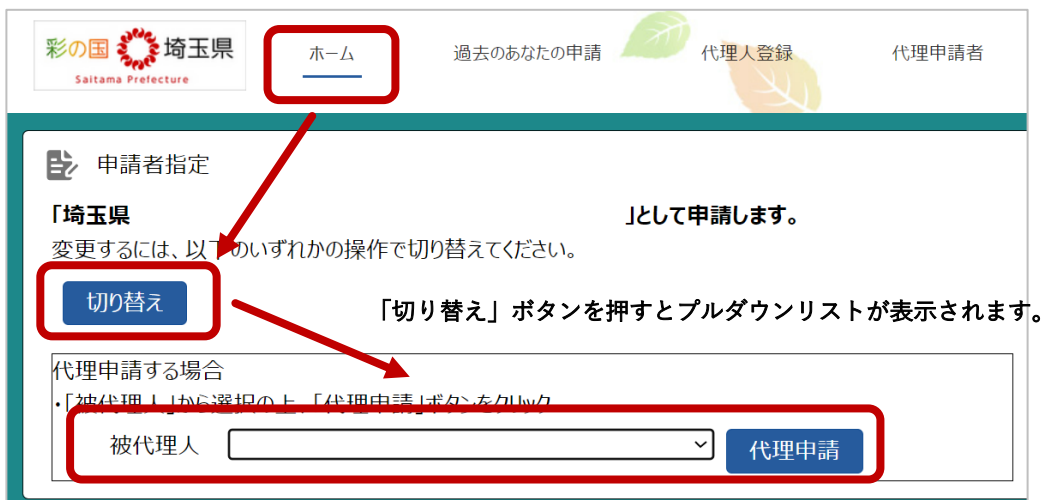 彩の国 埼玉県
Saitama Prefecture
ホーム 過去のあなたの申請 代理人登録 代理申請者
申請者指定
「埼玉県 」として申請します。
変更するには、以下のいずれかの操作で切り替えてください。
切り替え
「切り替え」ボタンを押すとプルダウンリストが表示されます。
代理申請する場合
・「被代理人」から選択の上、「代理申請」ボタンをクリック
被代理人 代理申請